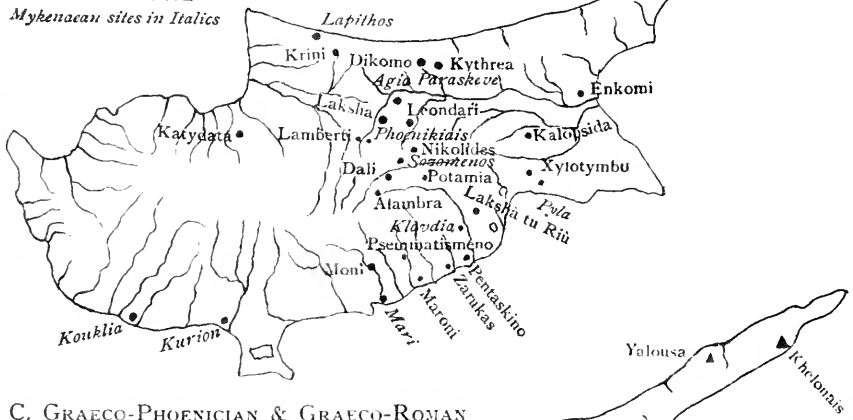 Mykenaean sites in Italics
Lapithos
Krini
Dikomo
Kythrea
Agia Paraskeve
Enkomi
Laksha
Leondari
Katydata
Lamberti
Phoenikidis
Kalopsida
Nikolides
Sozomenos
Dali
Potamia
Xylotymbu
Alambra
Laksha tu Riù
Pyla
Klavdia
Psemmatismeno
Moni
Mari
Maroni
Zarukas
Pentaskino
Kouklia
Kurion
Yalousa
Khelonais
C. GRAECO-PHOENICIAN & GRAECO-ROMAN